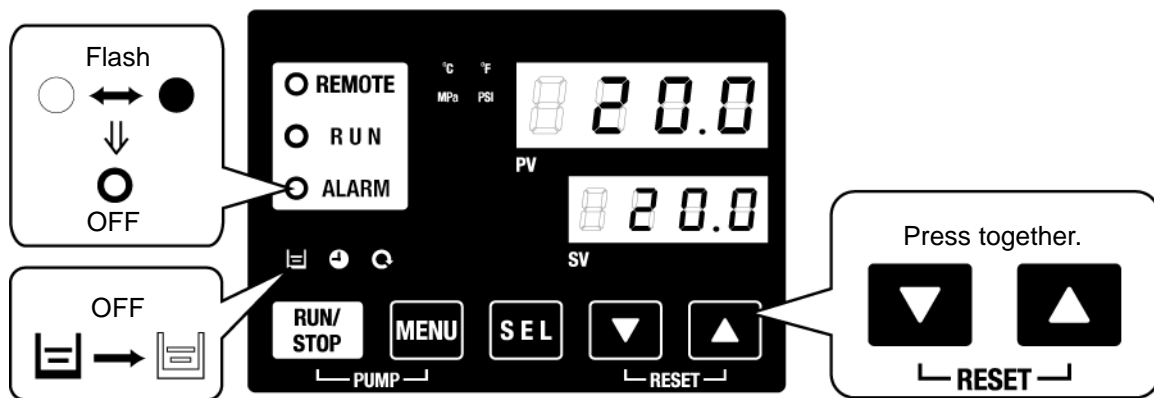 Flash
OFF
OFF
REMOTE
RUN
ALARM
°C °F
MPa PSI
20.0
PV
20.0
SV
RUN/
STOP
MENU
SEL
PUMP
RESET
Press together.
RESET